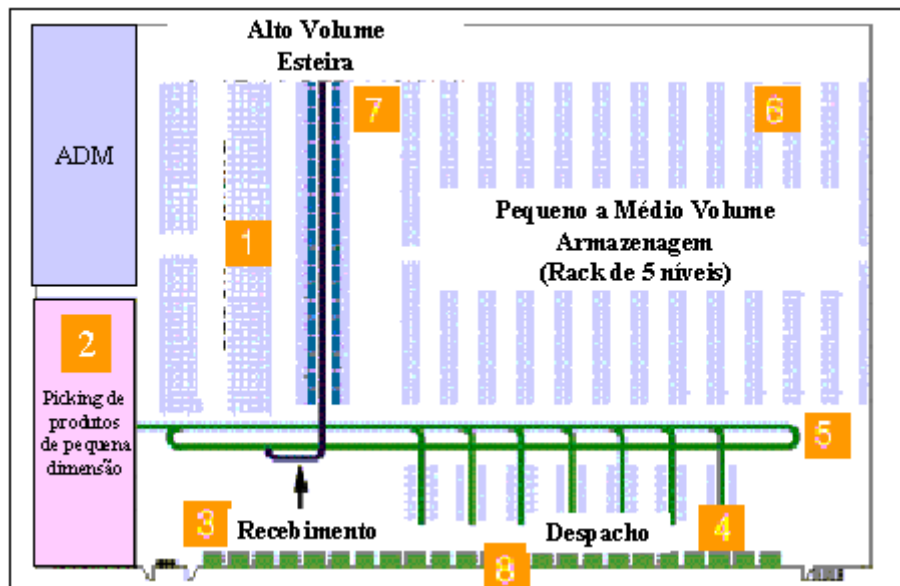 Alto Volume
Esteira
7
6
ADM
1
Pequeno a Médio Volume
Armazenagem
(Rack de 5 níveis)
2
Picking de
produtos
de pequena
dimensão
5
3
Recebimento
Despacho
4
8